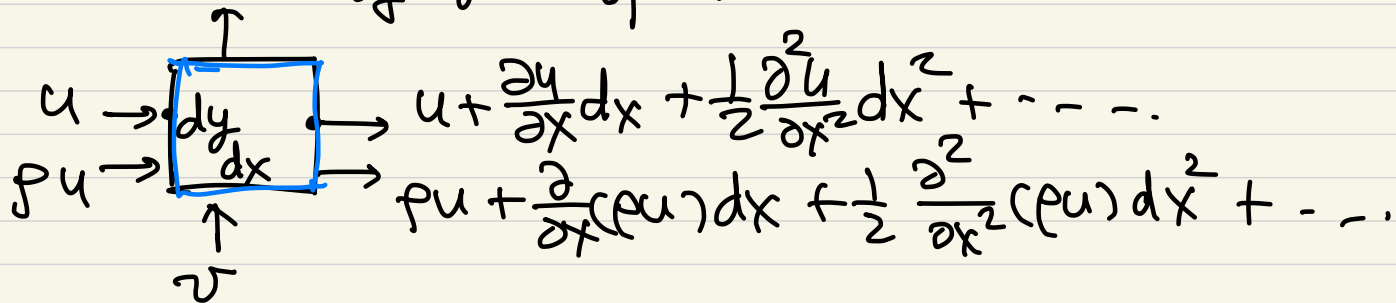 u → dy → u + ∂u/∂x dx + 1/2 ∂²u/∂x² dx² + - - - .
ρu → dx → ρu + ∂/∂x (ρu) dx + 1/2 ∂²/∂x² (ρu) dx² + - - .
v